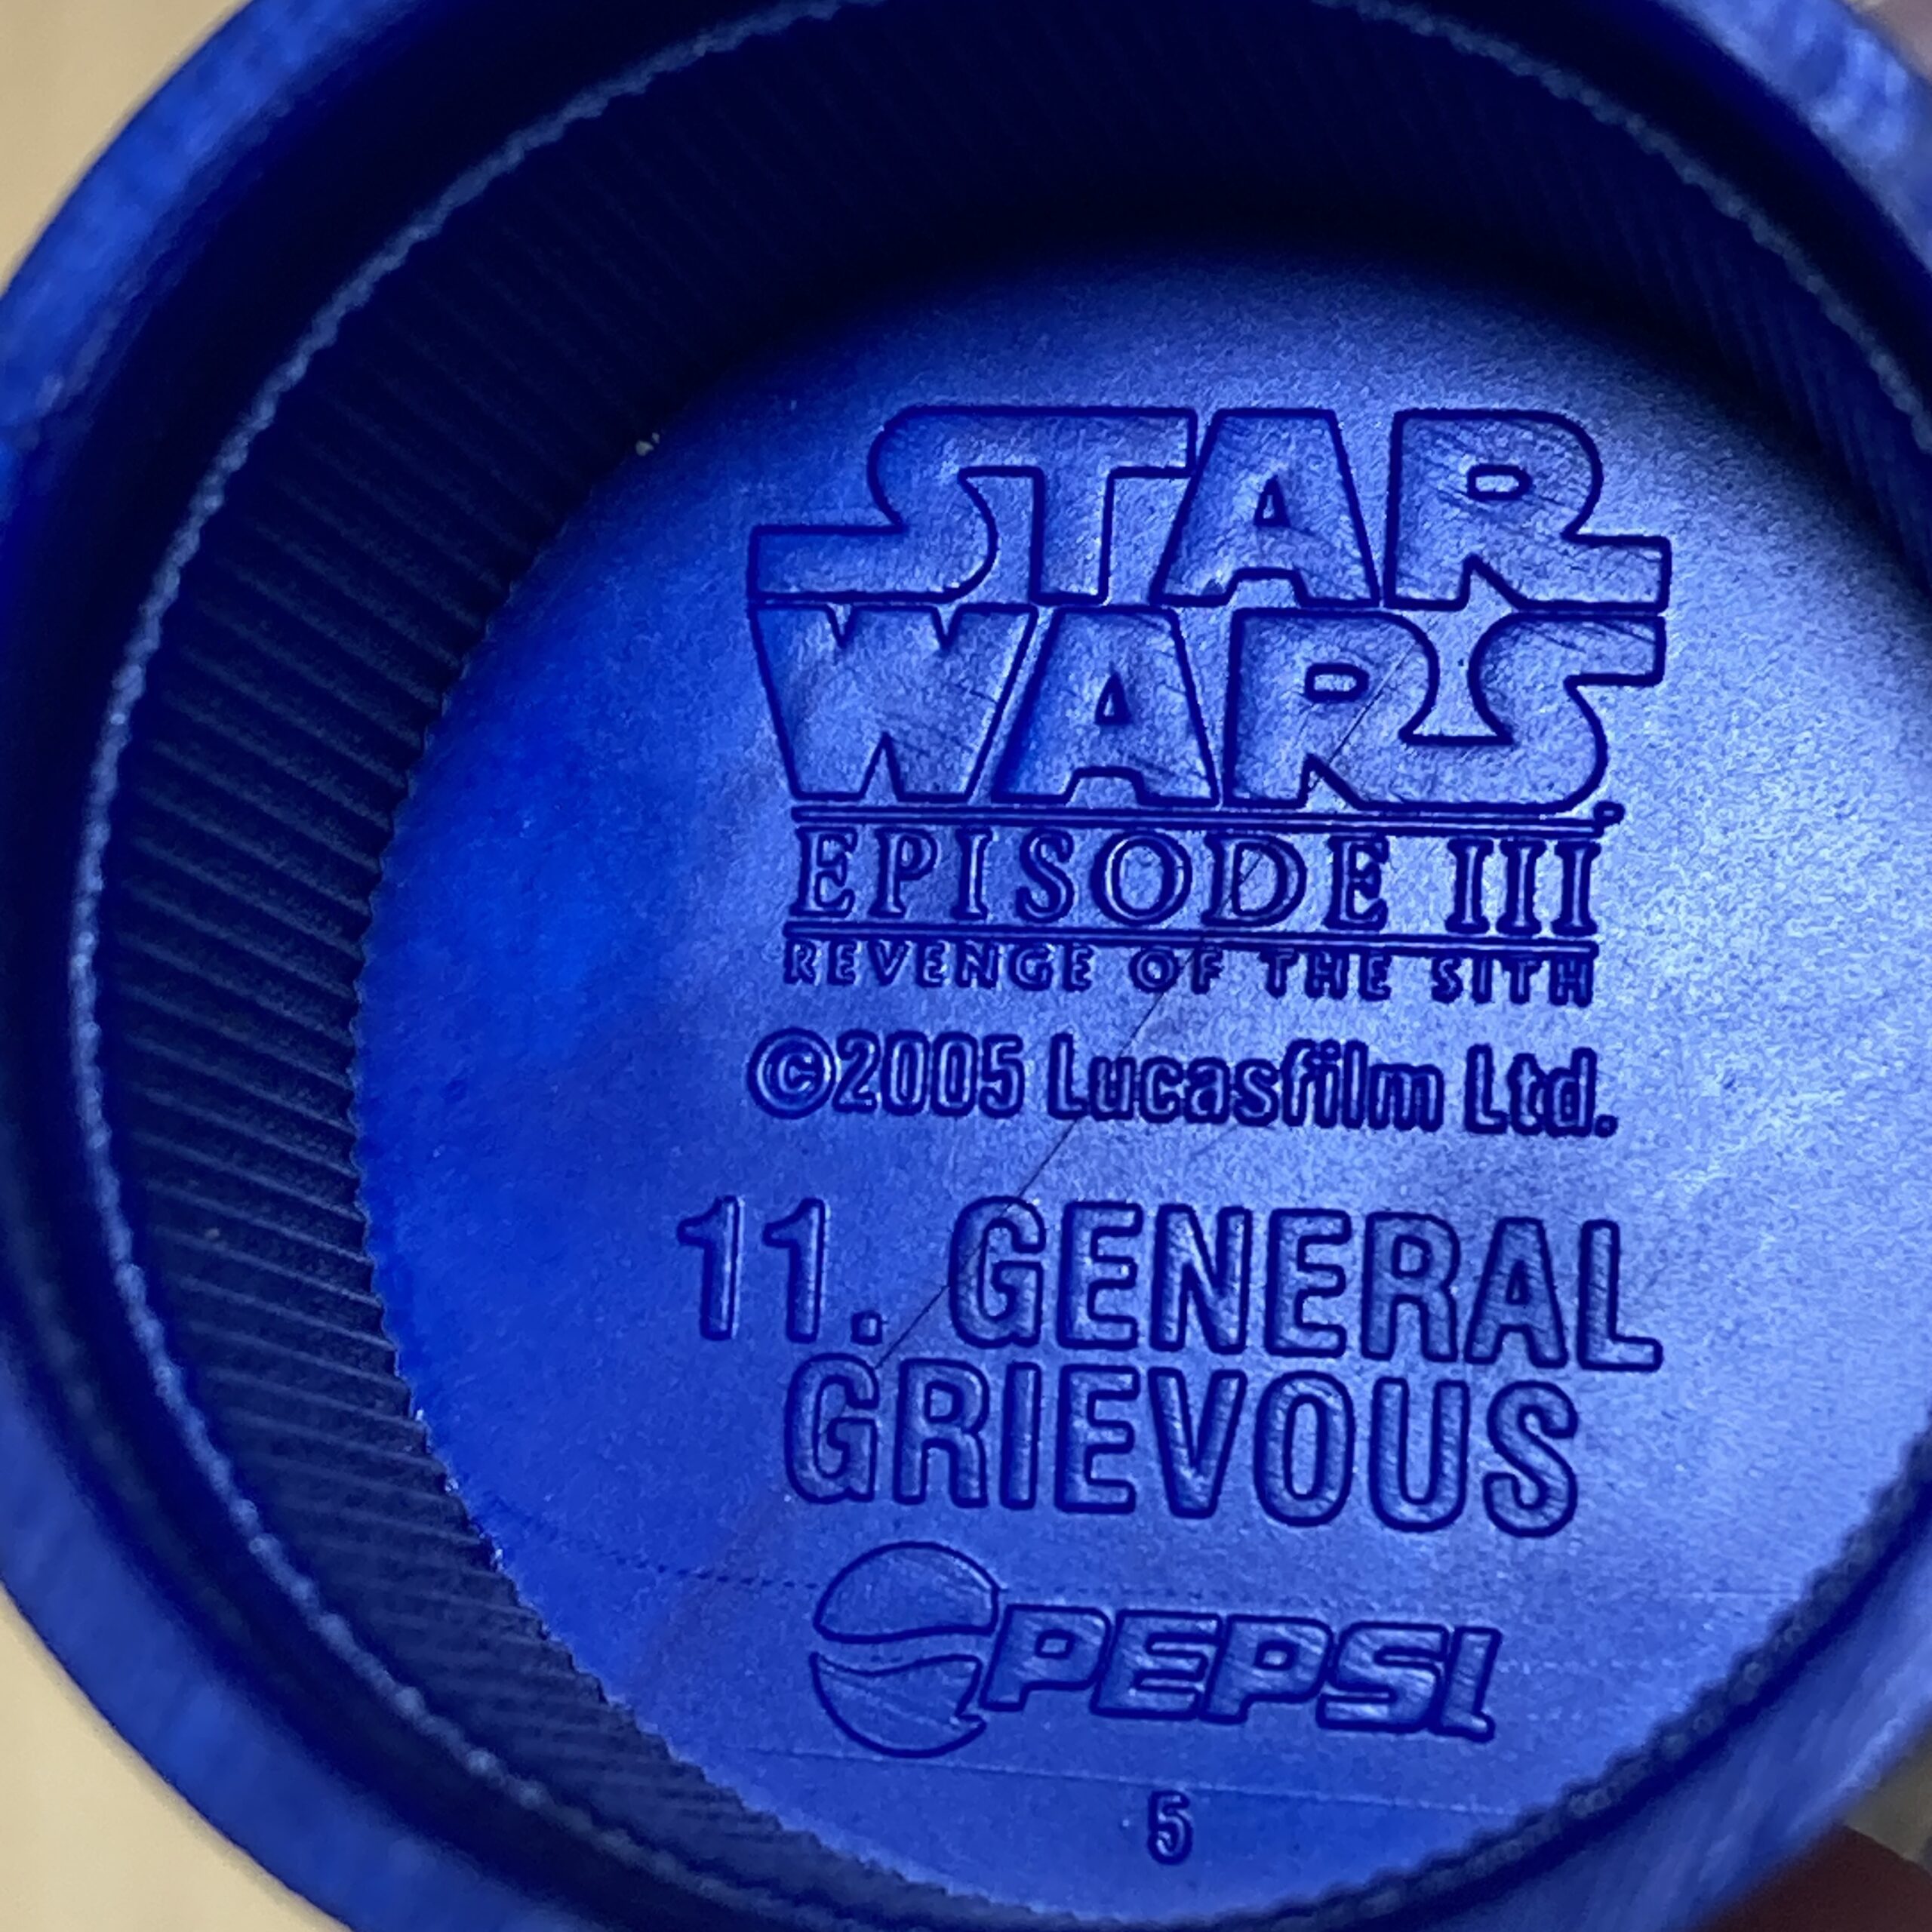 STAR
WARS.
EPISODE III
REVENGE OF THE SITH
©2005 Lucasfilm Ltd.
11. GENERAL
GRIEVOUS
PEPSI
5